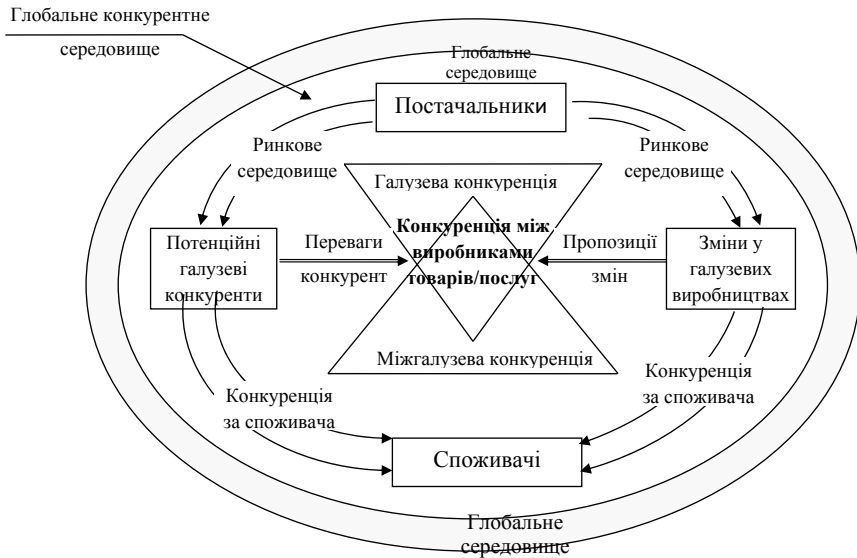 Глобальне конкурентне
середовище
Глобальне
середовище
Постачальники
Ринкове
середовище
Ринкове
середовище
Галузева конкуренція
Потенційні
галузеві
конкуренти
Переваги
конкурент
Конкуренція між
виробниками
товарів/послуг
Пропозиції
змін
Зміни у
галузевих
виробництвах
Міжгалузева конкуренція
Конкуренція
за споживача
Конкуренція
за споживача
Споживачі
Глобальне
середовище